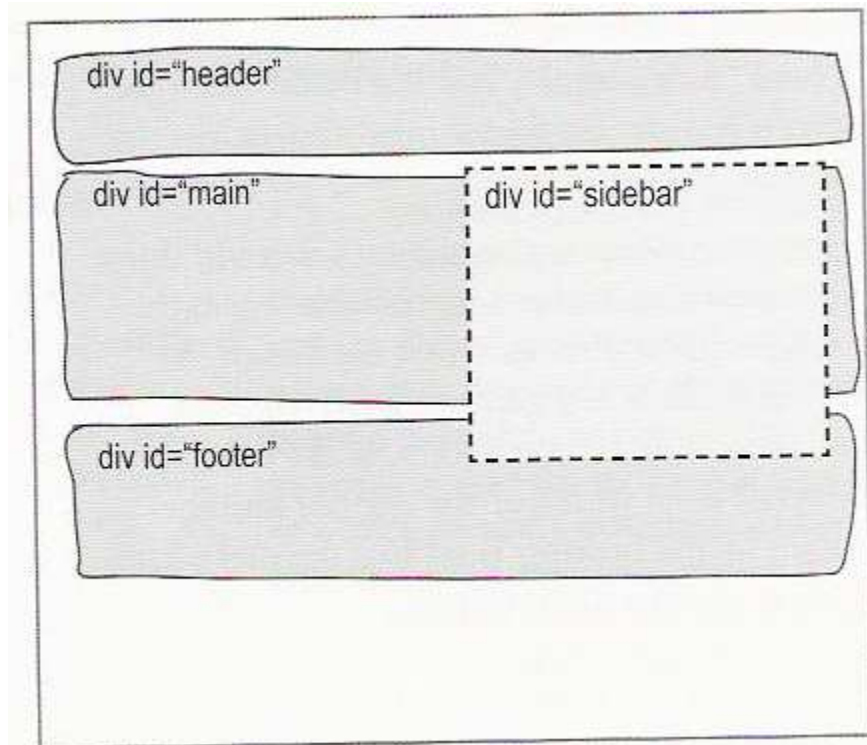 div id=“header”
div id=“main”
div id=“sidebar”
div id=“footer”